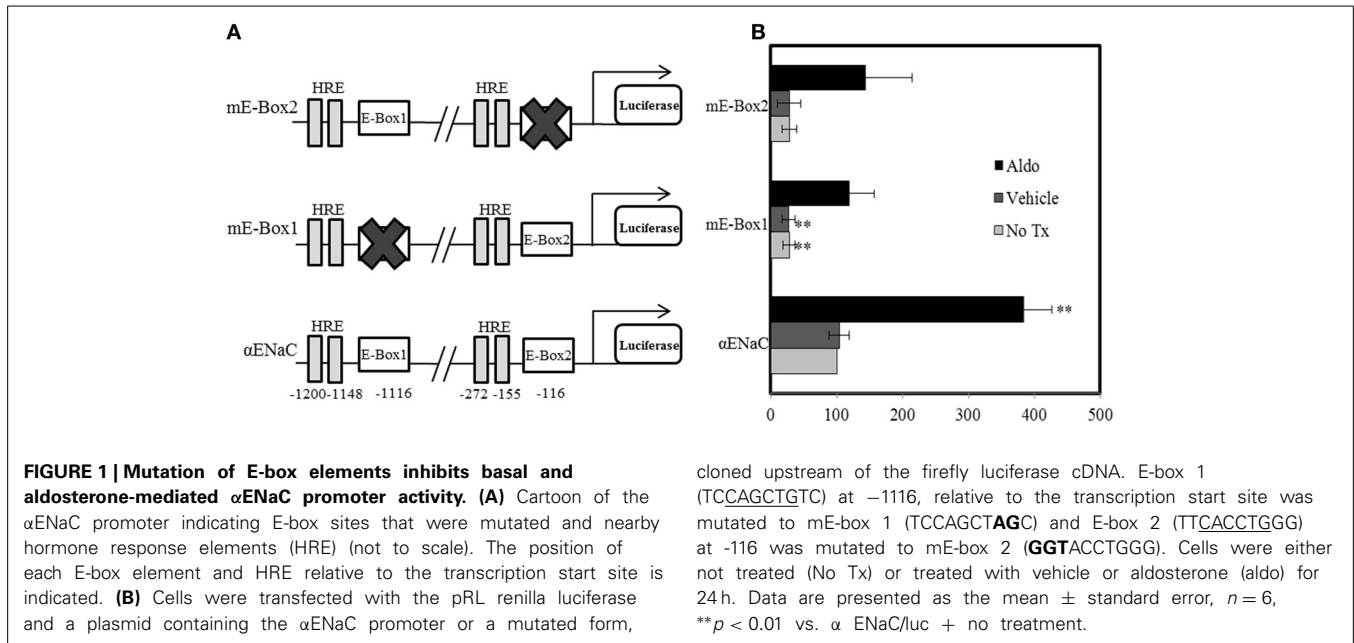 A
mE-Box2
HRE
E-Box1
HRE
Luciferase
mE-Box1
HRE
HRE
E-Box2
Luciferase
αENaC
HRE
E-Box1
HRE
E-Box2
Luciferase
-1200 -1148 -1116 -272 -155 -116
B
mE-Box2
mE-Box1
**
**
αENaC
**
Aldo
Vehicle
No Tx
0 100 200 300 400 500
FIGURE 1 | Mutation of E-box elements inhibits basal and
aldosterone-mediated αENaC promoter activity. (A) Cartoon of the
αENaC promoter indicating E-box sites that were mutated and nearby
hormone response elements (HRE) (not to scale). The position of
each E-box element and HRE relative to the transcription start site is
indicated. (B) Cells were transfected with the pRL renilla luciferase
and a plasmid containing the αENaC promoter or a mutated form,
cloned upstream of the firefly luciferase cDNA. E-box 1
(TCCAGCTGTC) at −1116, relative to the transcription start site was
mutated to mE-box 1 (TCCAGCTAGC) and E-box 2 (TTCACCTGGG)
at -116 was mutated to mE-box 2 (GGTACCTGGG). Cells were either
not treated (No Tx) or treated with vehicle or aldosterone (aldo) for
24 h. Data are presented as the mean ± standard error, n = 6,
**p < 0.01 vs. α ENaC/luc + no treatment.